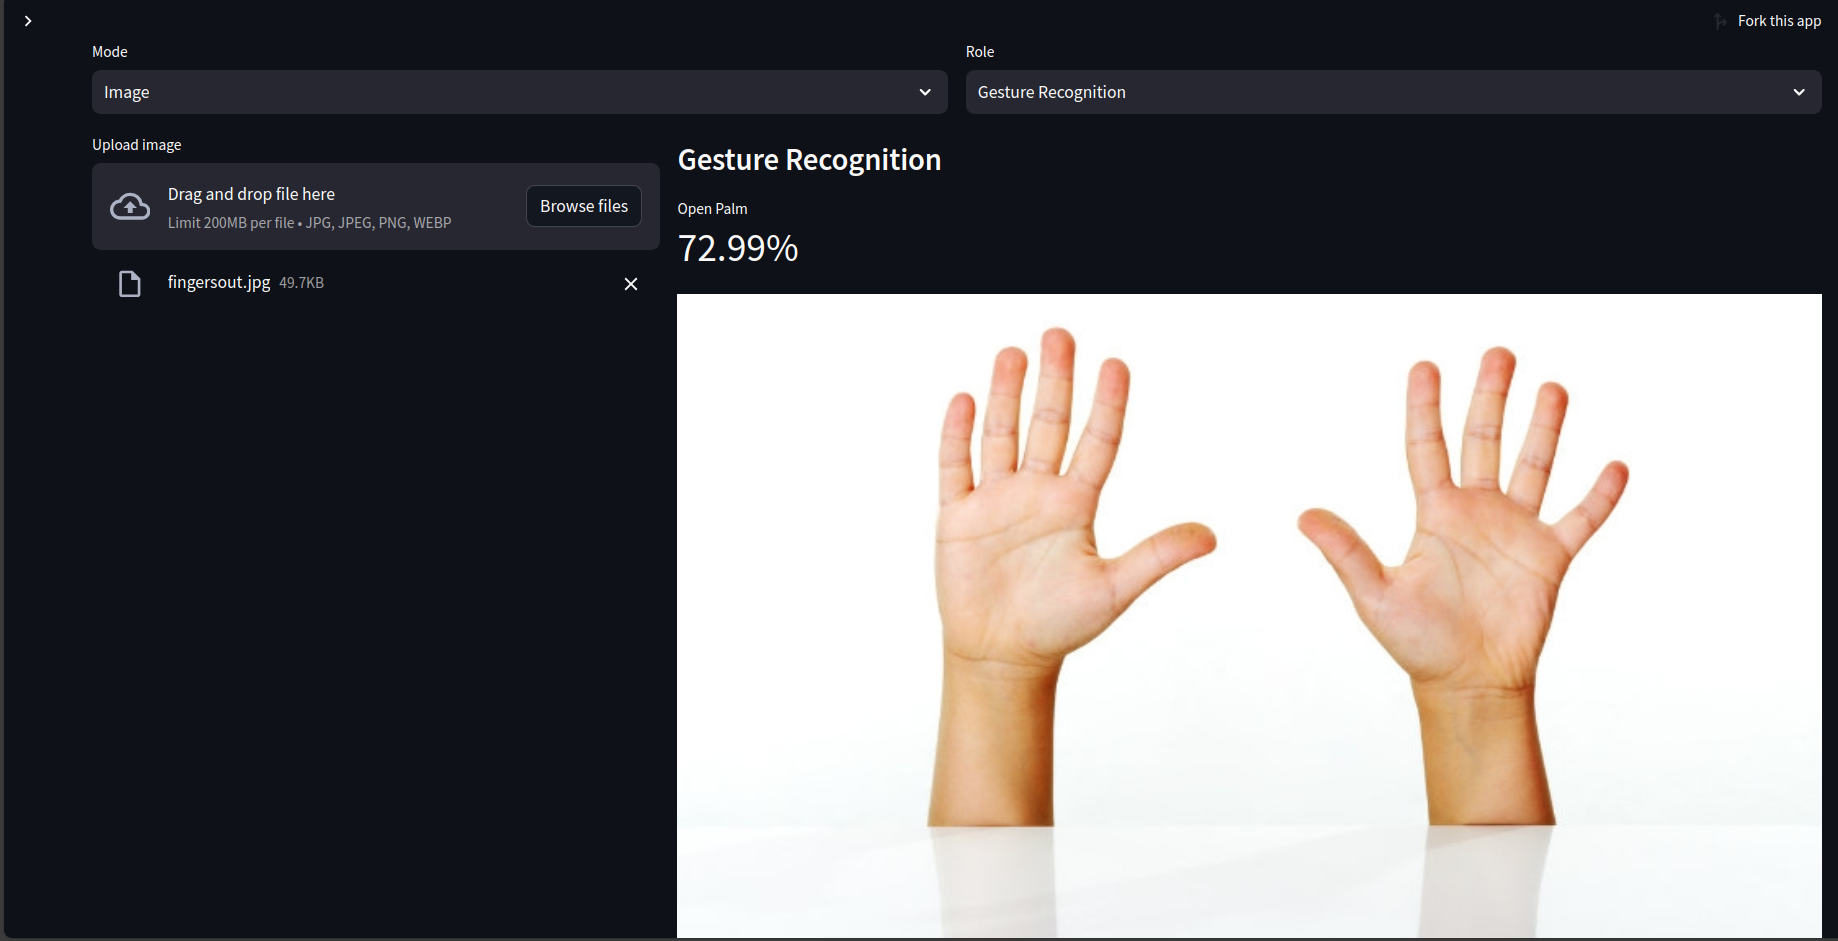 Fork this app
Mode
Image
Role
Gesture Recognition
Upload image
Drag and drop file here
Limit 200MB per file • JPG, JPEG, PNG, WEBP
Browse files
fingersout.jpg 49.7KB
Gesture Recognition
Open Palm
72.99%